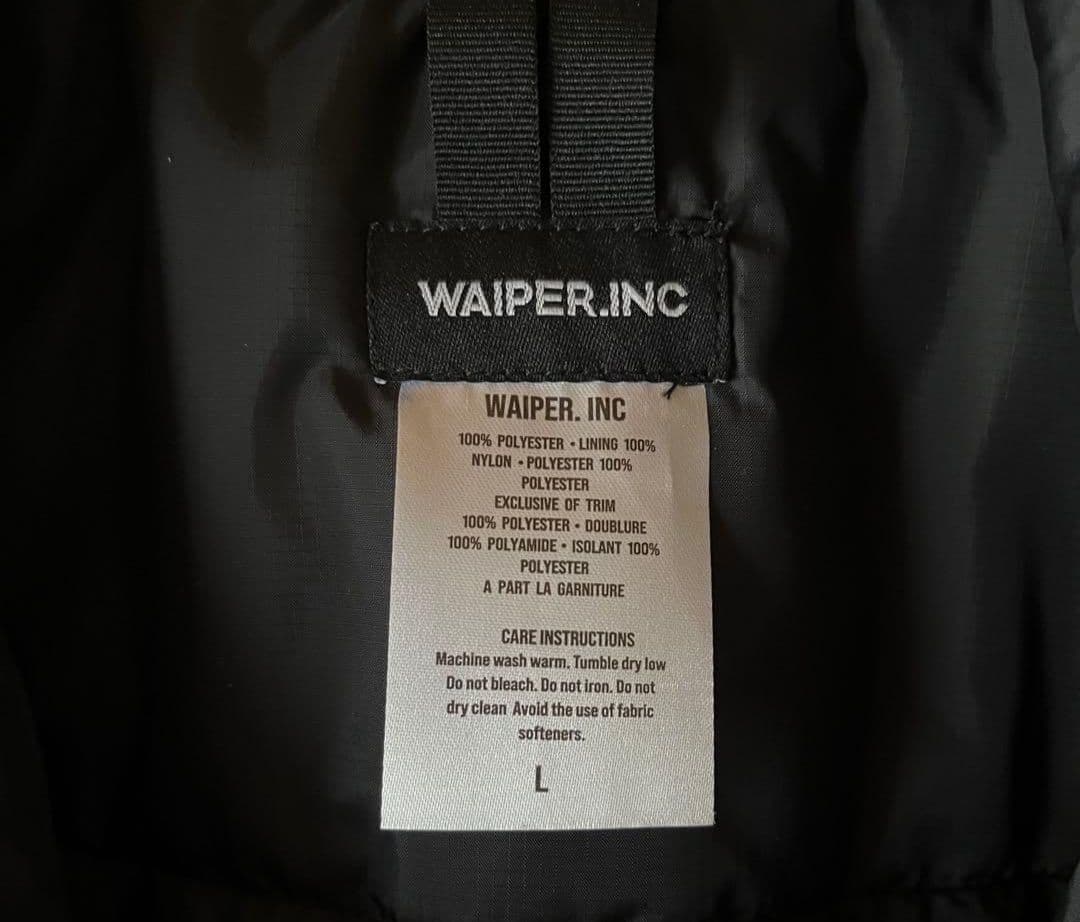 WAIPER.INC
WAIPER. INC
100% POLYESTER • LINING 100%
NYLON • POLYESTER 100%
POLYESTER
EXCLUSIVE OF TRIM
100% POLYESTER • DOUBLURE
100% POLYAMIDE • ISOLANT 100%
POLYESTER
A PART LA GARNITURE
CARE INSTRUCTIONS
Machine wash warm. Tumble dry low
Do not bleach. Do not iron. Do not
dry clean Avoid the use of fabric
softeners.
L